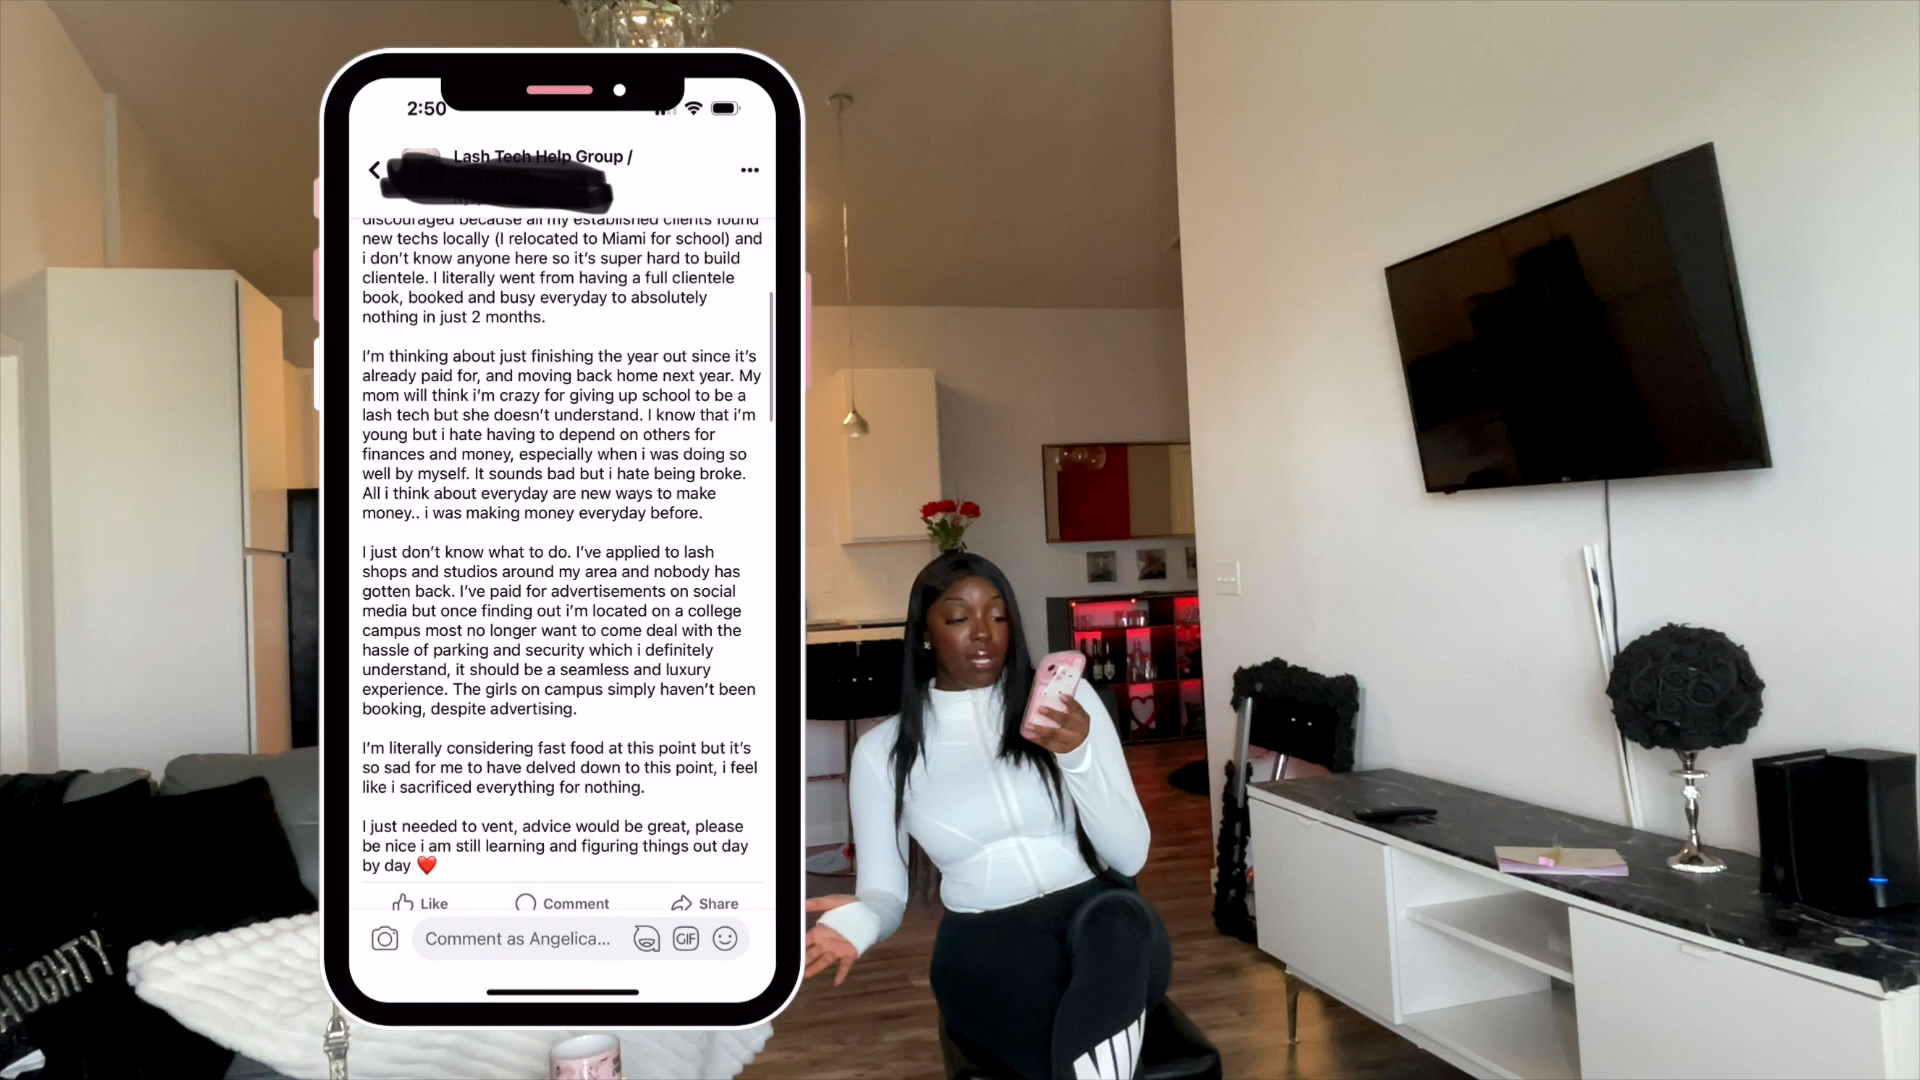 2:50
Lash Tech Help Group /
discouraged because all my established clients found
new techs locally (I relocated to Miami for school) and
i don't know anyone here so it's super hard to build
clientele. I literally went from having a full clientele
book, booked and busy everyday to absolutely
nothing in just 2 months.
I'm thinking about just finishing the year out since it's
already paid for, and moving back home next year. My
mom will think i'm crazy for giving up school to be a
lash tech but she doesn't understand. I know that i'm
young but i hate having to depend on others for
finances and money, especially when i was doing so
well by myself. It sounds bad but i hate being broke.
All i think about everyday are new ways to make
money.. i was making money everyday before.
I just don't know what to do. I've applied to lash
shops and studios around my area and nobody has
gotten back. I've paid for advertisements on social
media but once finding out i'm located on a college
campus most no longer want to come deal with the
hassle of parking and security which i definitely
understand, it should be a seamless and luxury
experience. The girls on campus simply haven't been
booking, despite advertising.
I'm literally considering fast food at this point but it's
so sad for me to have delved down to this point, i feel
like i sacrificed everything for nothing.
I just needed to vent, advice would be great, please
be nice i am still learning and figuring things out day
by day ❤️
Like Comment Share
Comment as Angelica... GIF